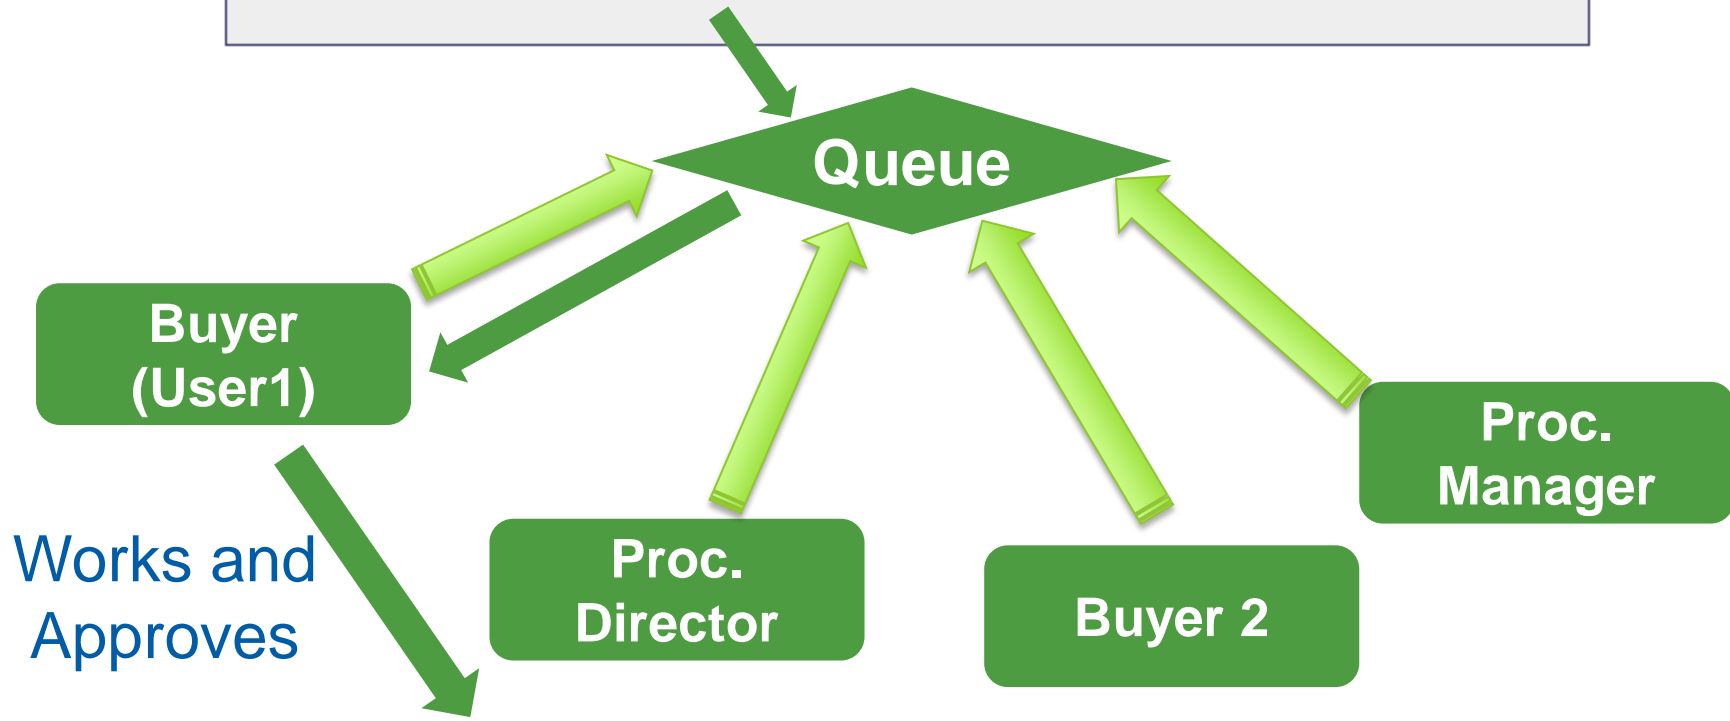 Queue
Buyer
(User1)
Proc.
Manager
Works and
Approves
Proc.
Director
Buyer 2